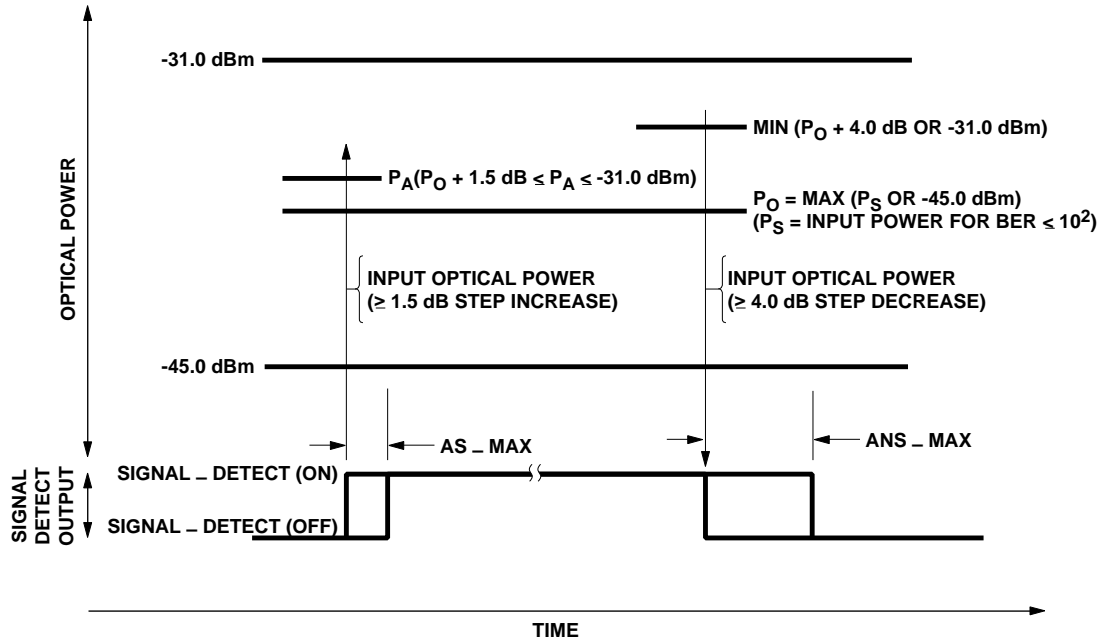 -31.0 dBm
MIN (PO + 4.0 dB OR -31.0 dBm)
PA(PO + 1.5 dB ≤ PA ≤ -31.0 dBm)
PO = MAX (PS OR -45.0 dBm)
(PS = INPUT POWER FOR BER ≤ 10²)
OPTICAL POWER
INPUT OPTICAL POWER
(≥ 1.5 dB STEP INCREASE)
INPUT OPTICAL POWER
(≥ 4.0 dB STEP DECREASE)
-45.0 dBm
AS – MAX
ANS – MAX
SIGNAL
DETECT
OUTPUT
SIGNAL – DETECT (ON)
SIGNAL – DETECT (OFF)
TIME